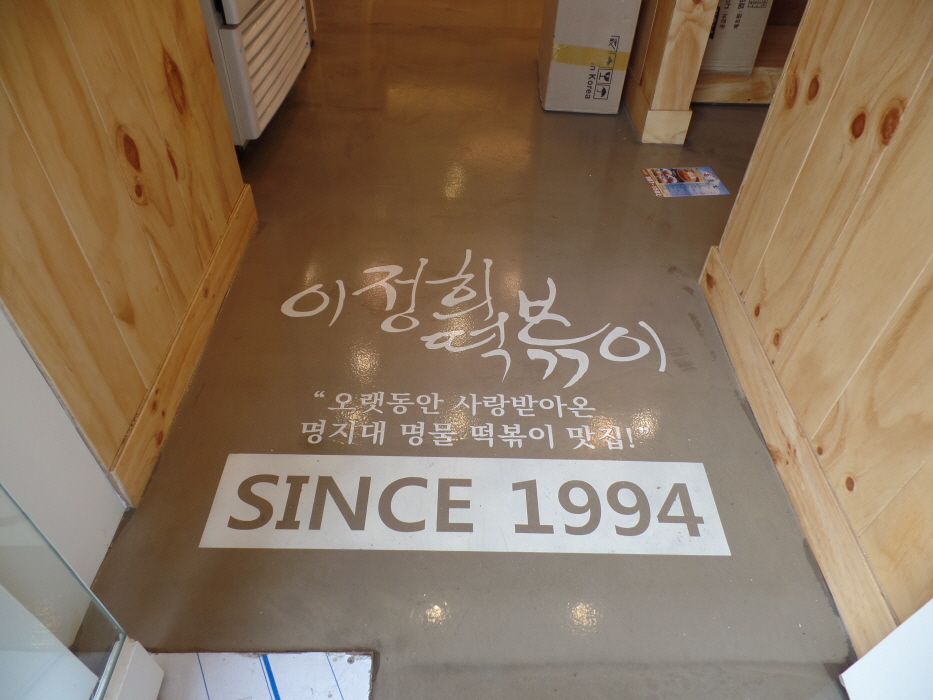 이정희
떡볶이
“오랫동안 사랑받아온
명지대 명물 떡볶이 맛집!”
SINCE 1994
Korea